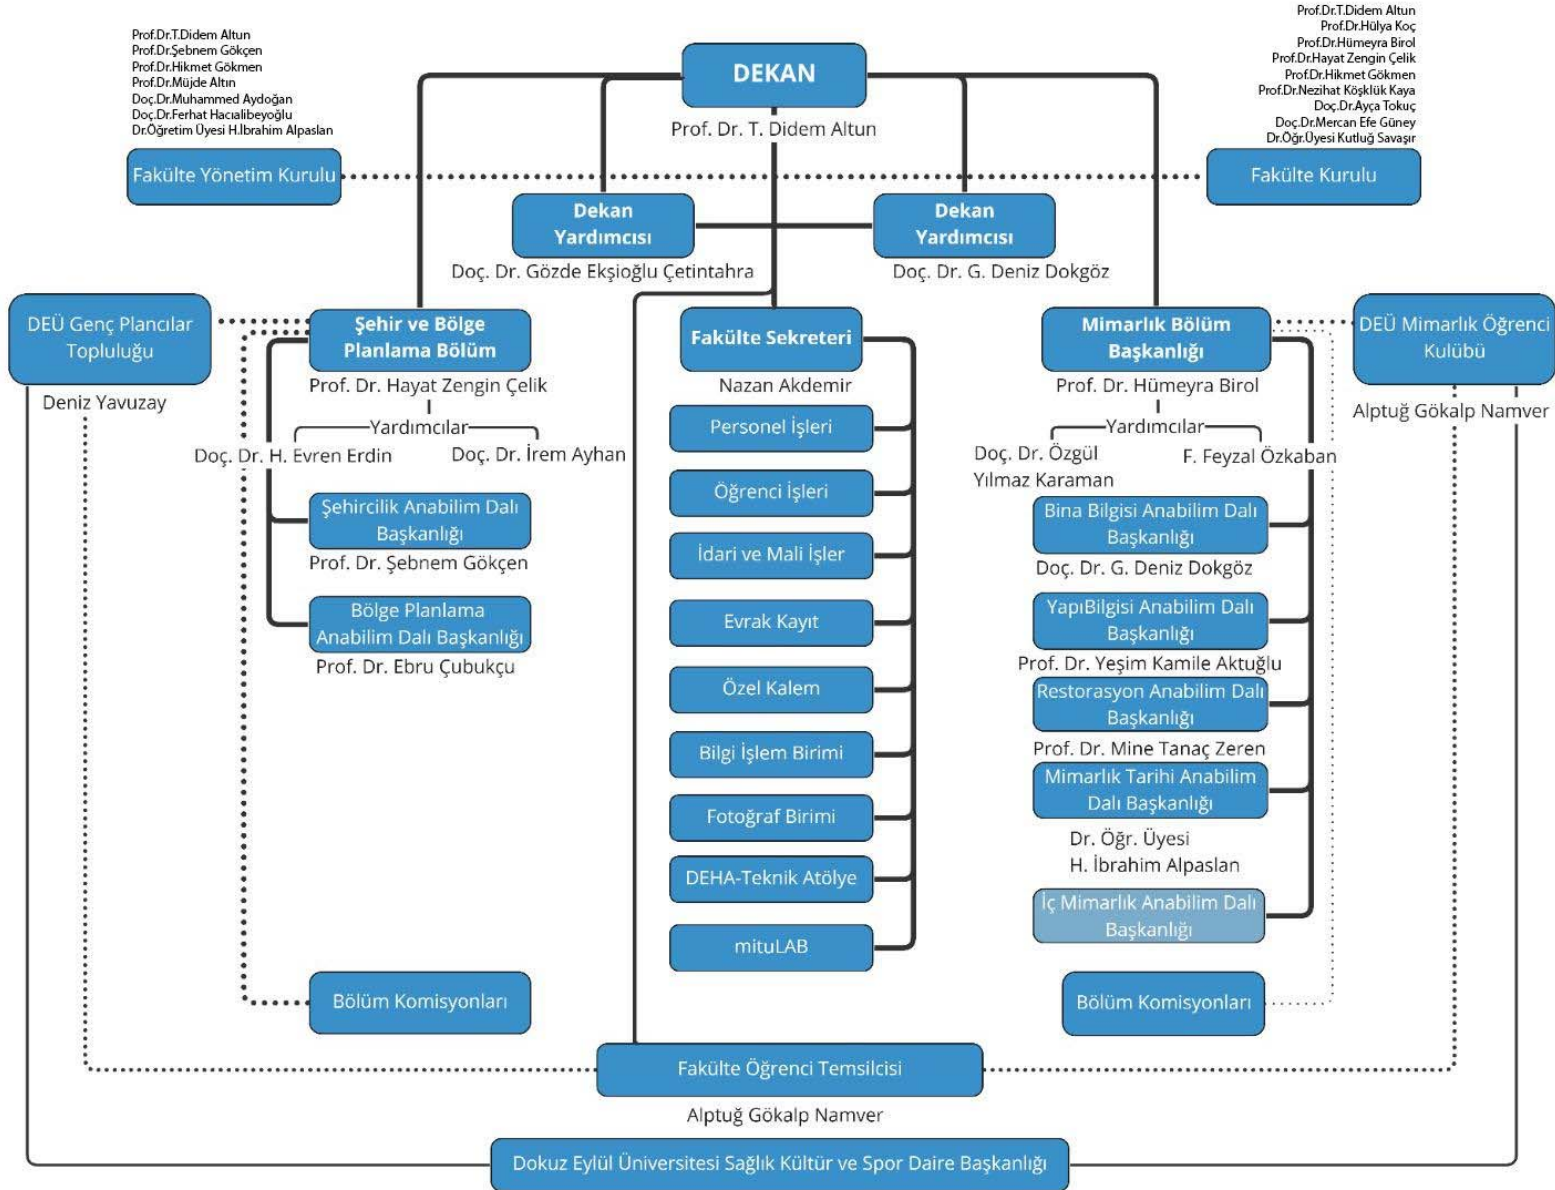 Prof.Dr.T.Didem Altun
Prof.Dr.Şebnem Gökçen
Prof.Dr.Hikmet Gökmen
Prof.Dr.Müjde Altın
Doç.Dr.Muhammed Aydoğan
Doç.Dr.Ferhat Hacıalibeyoğlu
Dr.Öğretim Üyesi H.İbrahim Alpaslan
Prof.Dr.T.Didem Altun
Prof.Dr.Hülya Koç
Prof.Dr.Hümeyra Birol
Prof.Dr.Hayat Zengin Çelik
Prof.Dr.Hikmet Gökmen
Prof.Dr.Nezihat Köşklük Kaya
Doç.Dr.Ayça Tokuç
Doç.Dr.Mercan Efe Güney
Dr.Öğr.Üyesi Kutluğ Savaşır
DEKAN
Prof. Dr. T. Didem Altun
Fakülte Yönetim Kurulu
Fakülte Kurulu
Dekan
Yardımcısı
Doç. Dr. Gözde Ekşioğlu Çetintahra
Dekan
Yardımcısı
Doç. Dr. G. Deniz Dokgöz
DEÜ Genç Plancılar
Topluluğu
Deniz Yavuzay
Şehir ve Bölge
Planlama Bölüm
Prof. Dr. Hayat Zengin Çelik
Yardımcılar
Doç. Dr. H. Evren Erdin
Doç. Dr. İrem Ayhan
Şehircilik Anabilim Dalı
Başkanlığı
Prof. Dr. Şebnem Gökçen
Bölge Planlama
Anabilim Dalı Başkanlığı
Prof. Dr. Ebru Çubukçu
Bölüm Komisyonları
Fakülte Sekreteri
Nazan Akdemir
Personel İşleri
Öğrenci İşleri
İdari ve Mali İşler
Evrak Kayıt
Özel Kalem
Bilgi İşlem Birimi
Fotoğraf Birimi
DEHA-Teknik Atölye
mituLAB
Mimarlık Bölüm
Başkanlığı
Prof. Dr. Hümeyra Birol
Yardımcılar
Doç. Dr. Özgül
Yılmaz Karaman
F. Feyzal Özkaban
Bina Bilgisi Anabilim Dalı
Başkanlığı
Doç. Dr. G. Deniz Dokgöz
YapıBilgisi Anabilim Dalı
Başkanlığı
Prof. Dr. Yeşim Kamile Aktuğlu
Restorasyon Anabilim Dalı
Başkanlığı
Prof. Dr. Mine Tanaç Zeren
Mimarlık Tarihi Anabilim
Dalı Başkanlığı
Dr. Öğr. Üyesi
H. İbrahim Alpaslan
İç Mimarlık Anabilim Dalı
Başkanlığı
Bölüm Komisyonları
DEÜ Mimarlık Öğrenci
Kulübü
Alptuğ Gökalp Namver
Fakülte Öğrenci Temsilcisi
Alptuğ Gökalp Namver
Dokuz Eylül Üniversitesi Sağlık Kültür ve Spor Daire Başkanlığı